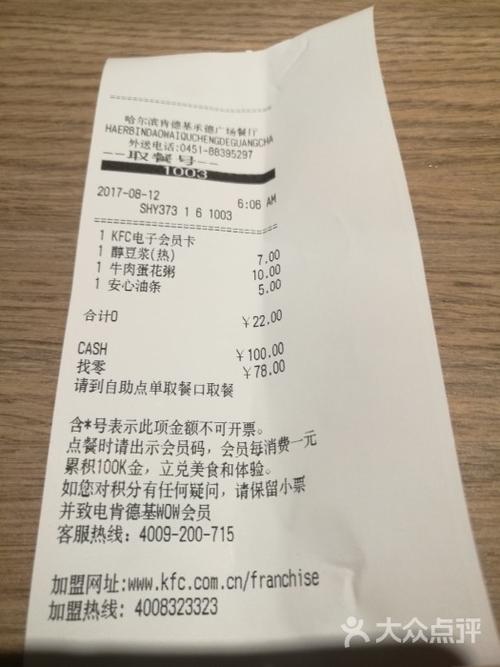 哈尔滨肯德基承德广场餐厅
HAERBINDAOWAIQUCHENGDEGUANGCHA
外送电话:0451-88395297
--取餐号--
1003
2017-08-12 6:06 AM
SHY373 1 6 1003
1 KFC电子会员卡
1 醇豆浆(热) 7.00
1 牛肉蛋花粥 10.00
1 安心油条 5.00
合计0 ￥22.00
CASH ￥100.00
找零 ￥78.00
请到自助点单取餐口取餐
含*号表示此项金额不可开票。
点餐时请出示会员码，会员每消费一元
累积100K金，立兑美食和体验。
如您对积分有任何疑问，请保留小票
并致电肯德基WOW会员
客服热线：4009-200-715
加盟网址:www.kfc.com.cn/franchise
加盟热线: 4008323323
大众点评